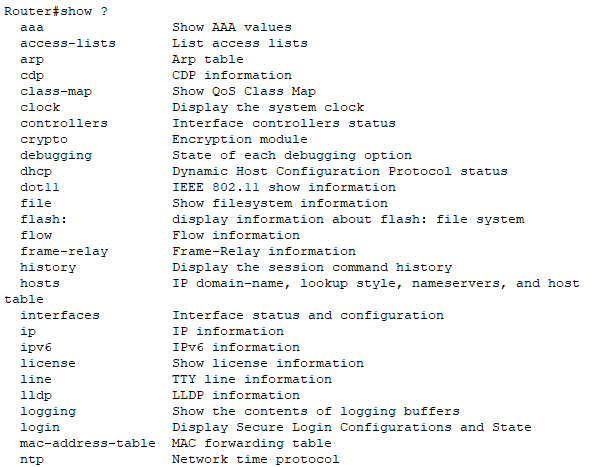 Router#show ?
  aaa               Show AAA values
  access-lists      List access lists
  arp               Arp table
  cdp               CDP information
  class-map         Show QoS Class Map
  clock             Display the system clock
  controllers       Interface controllers status
  crypto            Encryption module
  debugging         State of each debugging option
  dhcp              Dynamic Host Configuration Protocol status
  dot11             IEEE 802.11 show information
  file              Show filesystem information
  flash:            display information about flash: file system
  flow              Flow information
  frame-relay       Frame-Relay information
  history           Display the session command history
  hosts             IP domain-name, lookup style, nameservers, and host
table
  interfaces        Interface status and configuration
  ip                IP information
  ipv6              IPv6 information
  license           Show license information
  line              TTY line information
  lldp              LLDP information
  logging           Show the contents of logging buffers
  login             Display Secure Login Configurations and State
  mac-address-table MAC forwarding table
  ntp               Network time protocol